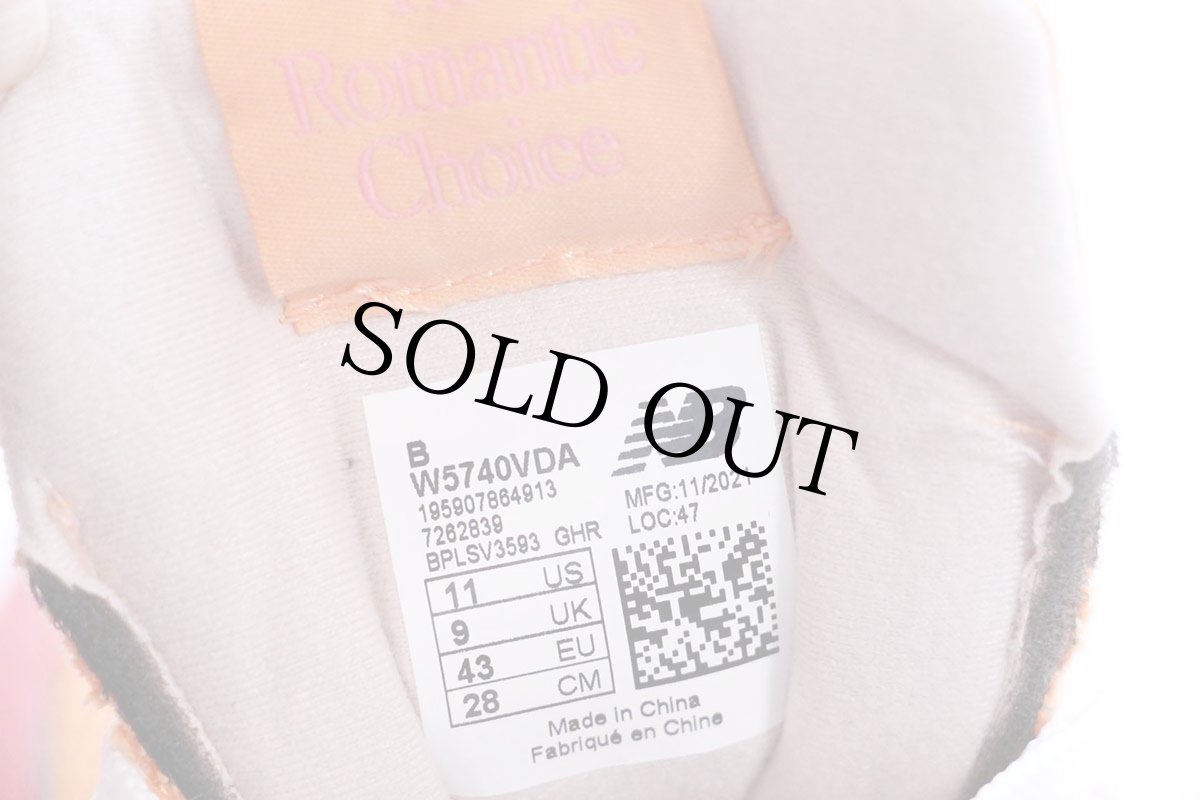 Romantic
Choice
SOLD OUT
B
W5740VDA
195907864913
7262839
BPLSV3593 GHR
MFG:11/2021
LOC:47
11 US
9 UK
43 EU
28 CM
Made in China
Fabriqué en Chine